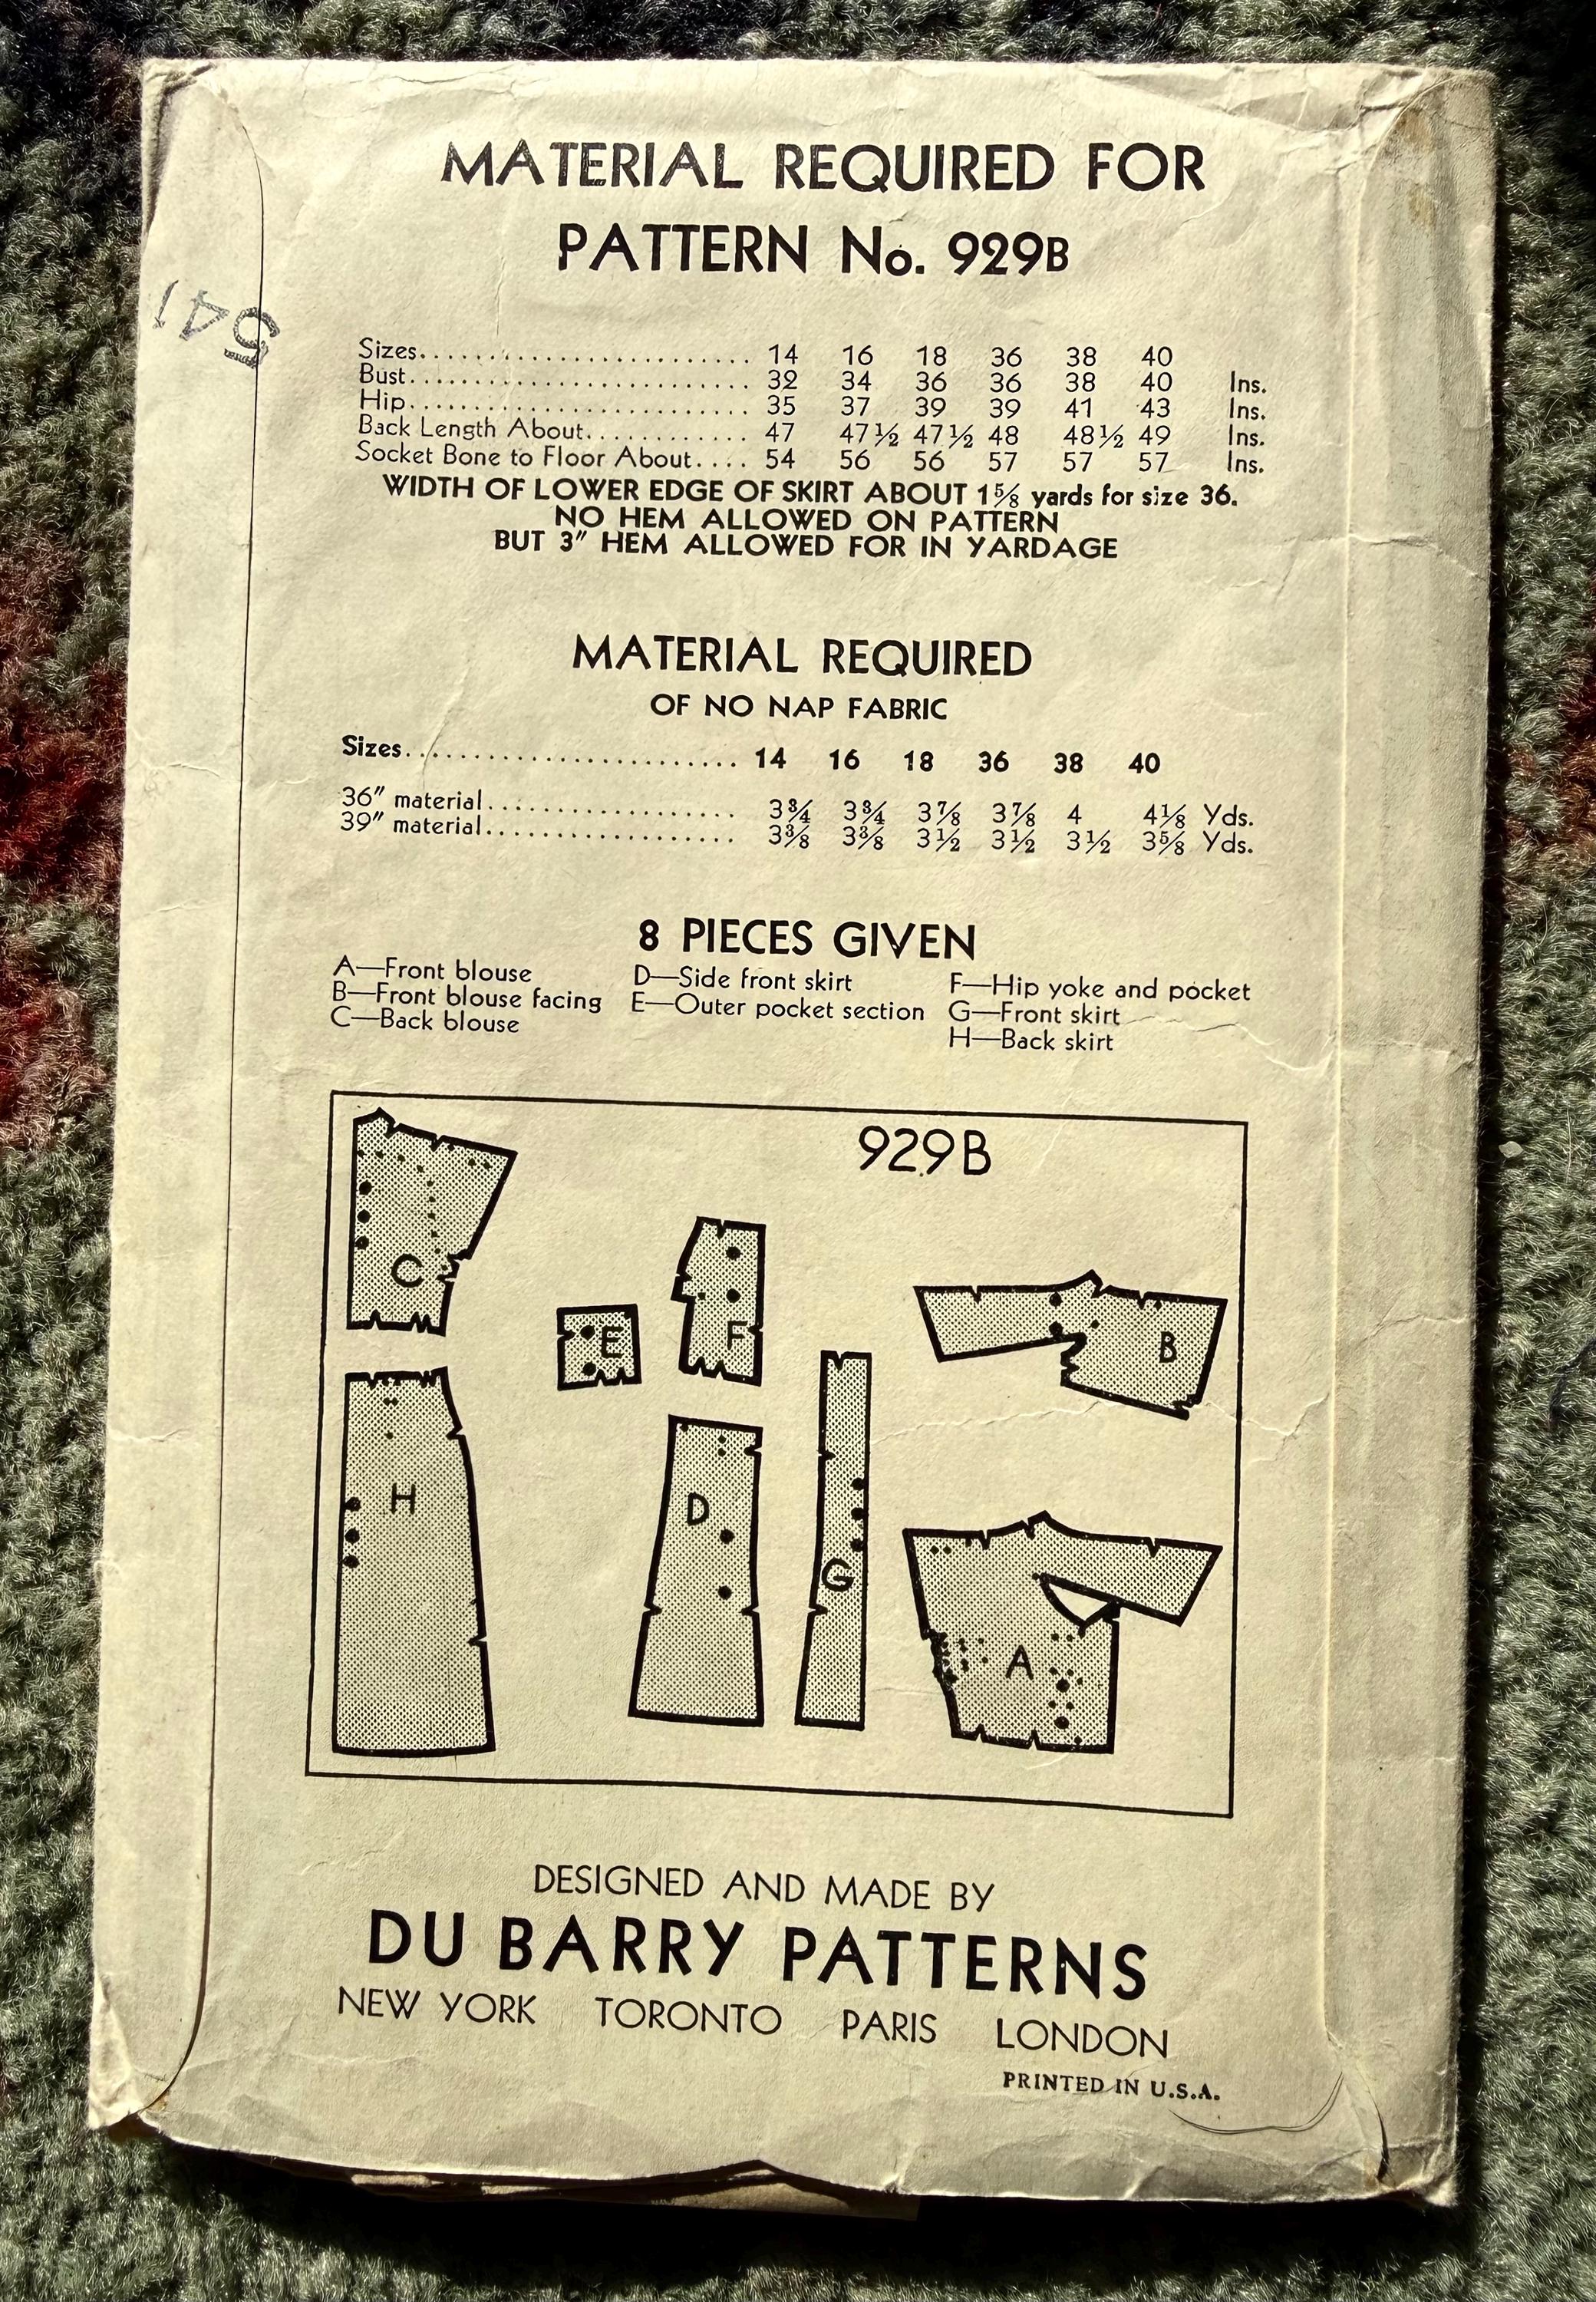 MATERIAL REQUIRED FOR
PATTERN No. 929B
541
Sizes........................... 14 16 18 36 38 40
Bust........................... 32 34 36 36 38 40 Ins.
Hip........................... 35 37 39 39 41 43 Ins.
Back Length About............ 47 47½ 47½ 48 48½ 49 Ins.
Socket Bone to Floor About.... 54 56 56 57 57 57 Ins.
WIDTH OF LOWER EDGE OF SKIRT ABOUT 1⅝ yards for size 36.
NO HEM ALLOWED ON PATTERN
BUT 3″ HEM ALLOWED FOR IN YARDAGE
MATERIAL REQUIRED
OF NO NAP FABRIC
Sizes........................ 14 16 18 36 38 40
36″ material.................. 3¾ 3¾ 3⅞ 3⅞ 4 4⅛ Yds.
39″ material.................. 3⅜ 3⅜ 3½ 3½ 3½ 3⅝ Yds.
8 PIECES GIVEN
A—Front blouse D—Side front skirt F—Hip yoke and pocket
B—Front blouse facing E—Outer pocket section G—Front skirt
C—Back blouse H—Back skirt
929B
C
E
F
B
H
D
G
A
DESIGNED AND MADE BY
DU BARRY PATTERNS
NEW YORK TORONTO PARIS LONDON
PRINTED IN U.S.A.